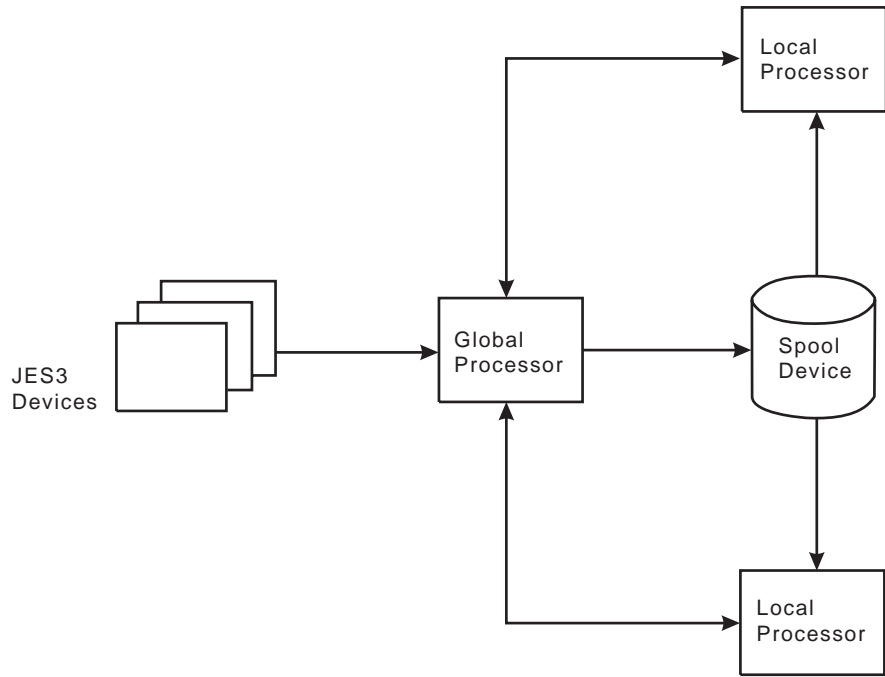 Local
Processor
Global
Processor
Spool
Device
JES3
Devices
Local
Processor